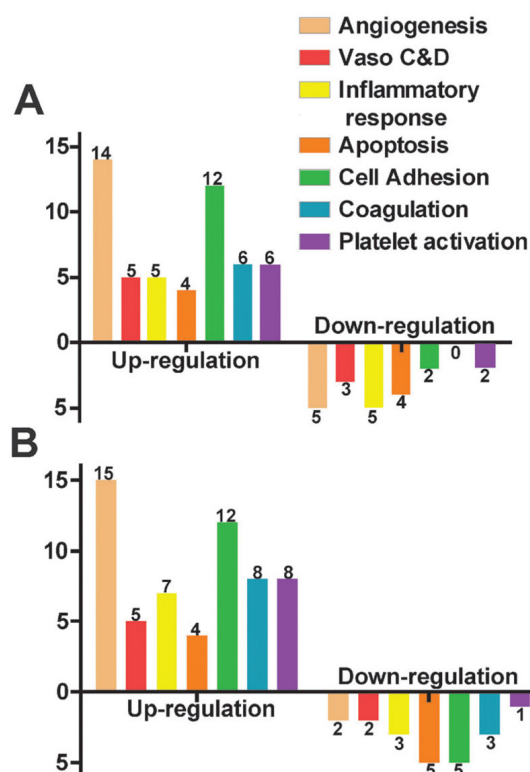 Angiogenesis
Vaso C&D
Inflammatory
response
Apoptosis
Cell Adhesion
Coagulation
Platelet activation
A
15
10
5
0
5
14
5
5
4
12
6
6
Up-regulation
Down-regulation
5
3
5
4
2
0
2
B
15
10
5
0
5
15
5
7
4
12
8
8
Up-regulation
Down-regulation
2
2
3
5
5
3
1